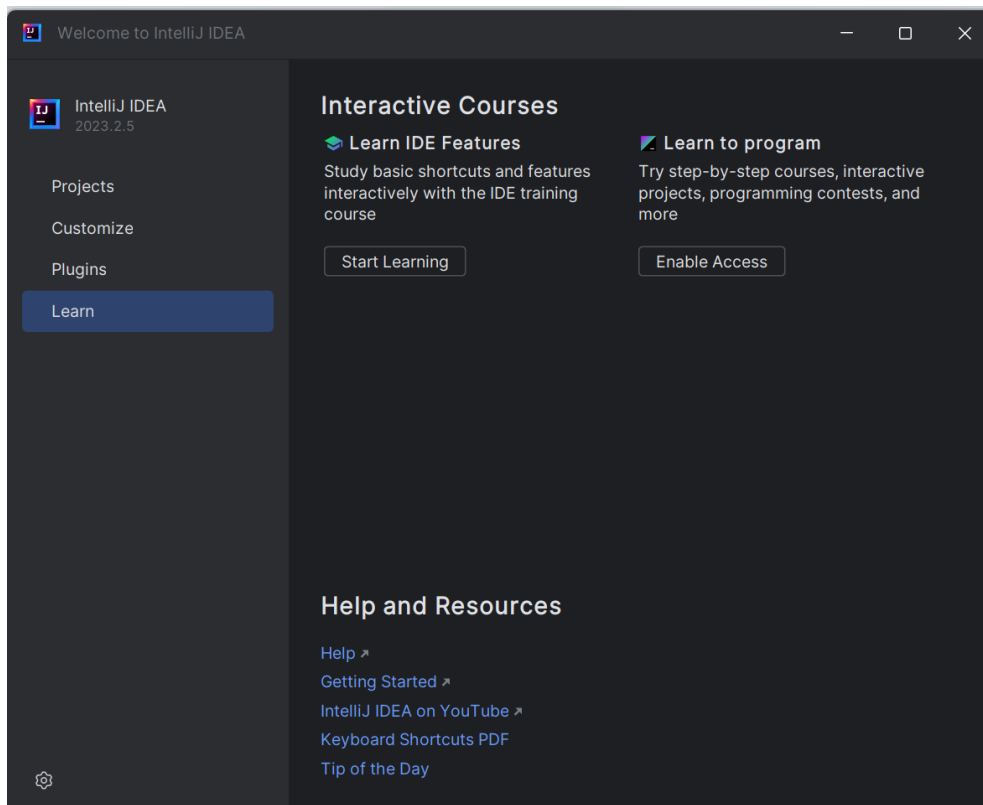 Welcome to IntelliJ IDEA
IJ
IntelliJ IDEA
2023.2.5
Projects
Customize
Plugins
Learn
Interactive Courses
Learn IDE Features
Study basic shortcuts and features
interactively with the IDE training
course
Start Learning
Learn to program
Try step-by-step courses, interactive
projects, programming contests, and
more
Enable Access
Help and Resources
Help
Getting Started
IntelliJ IDEA on YouTube
Keyboard Shortcuts PDF
Tip of the Day